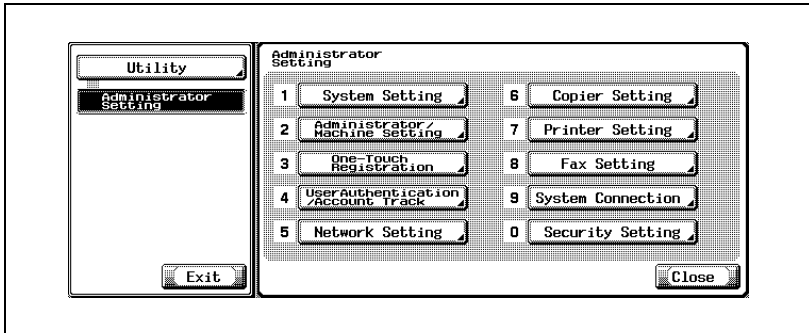 Utility
Administrator
Setting
Exit
Administrator
Setting
1 System Setting
2 Administrator/
Machine Setting
3 One-Touch
Registration
4 UserAuthentication
/Account Track
5 Network Setting
6 Copier Setting
7 Printer Setting
8 Fax Setting
9 System Connection
0 Security Setting
Close